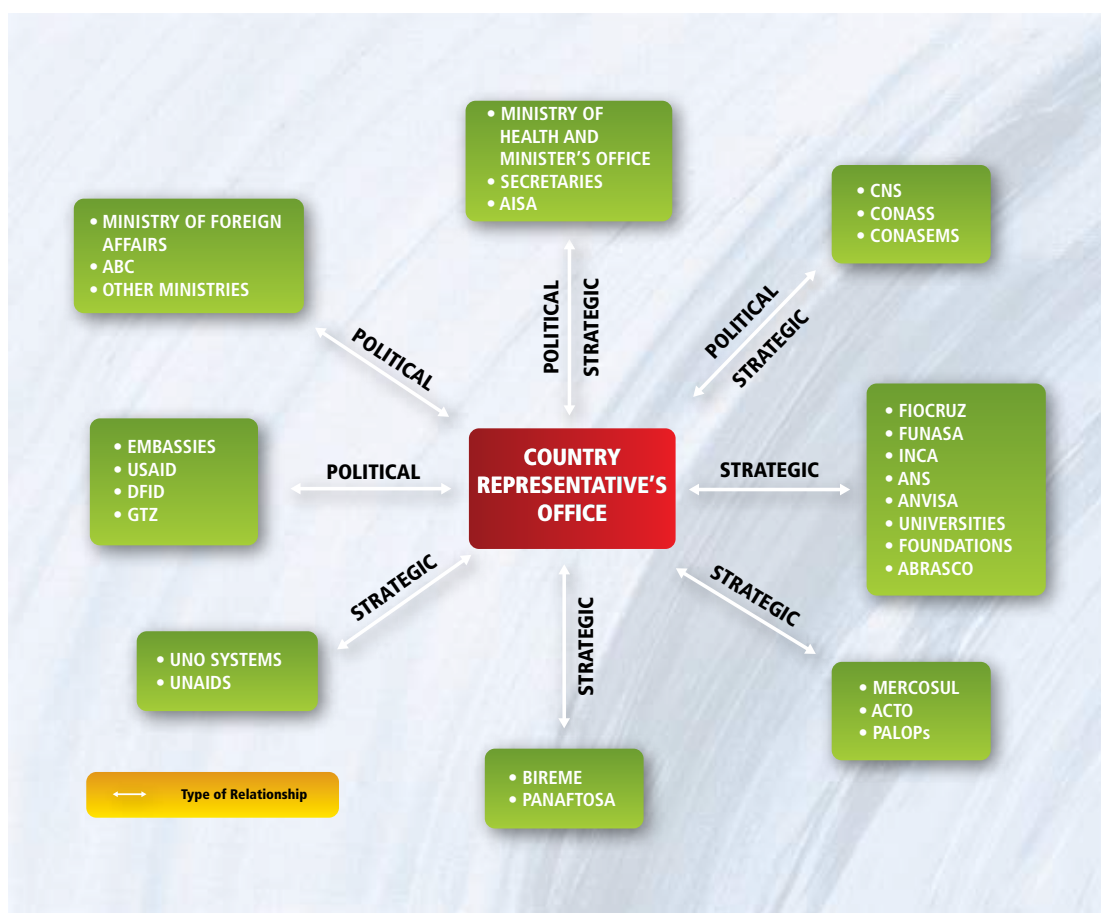 • MINISTRY OF
HEALTH AND
MINISTER'S OFFICE
• SECRETARIES
• AISA
• CNS
• CONASS
• CONASEMS
• MINISTRY OF FOREIGN
AFFAIRS
• ABC
• OTHER MINISTRIES
POLITICAL
POLITICAL
STRATEGIC
POLITICAL
STRATEGIC
• EMBASSIES
• USAID
• DFID
• GTZ
POLITICAL
COUNTRY
REPRESENTATIVE'S
OFFICE
STRATEGIC
• FIOCRUZ
• FUNASA
• INCA
• ANS
• ANVISA
• UNIVERSITIES
• FOUNDATIONS
• ABRASCO
STRATEGIC
STRATEGIC
STRATEGIC
• UNO SYSTEMS
• UNAIDS
• MERCOSUL
• ACTO
• PALOPs
• BIREME
• PANAFTOSA
Type of Relationship